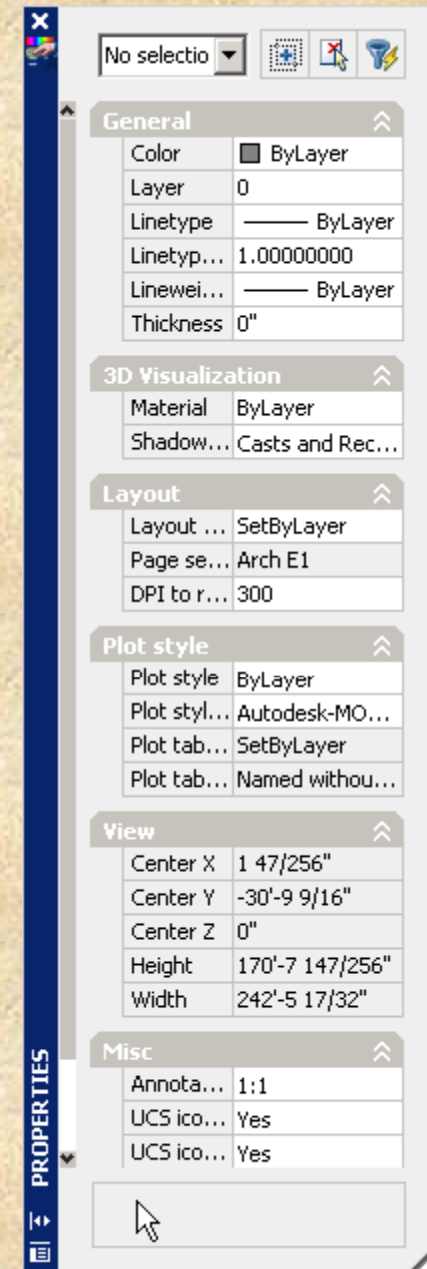 No selectio
General
Color ByLayer
Layer 0
Linetype ByLayer
Linetyp... 1.00000000
Linewei... ByLayer
Thickness 0"
3D Visualization
Material ByLayer
Shadow... Casts and Rec...
Layout
Layout ... SetByLayer
Page se... Arch E1
DPI to r... 300
Plot style
Plot style ByLayer
Plot styl... Autodesk-MO...
Plot tab... SetByLayer
Plot tab... Named withou...
View
Center X 1 47/256"
Center Y -30'-9 9/16"
Center Z 0"
Height 170'-7 147/256"
Width 242'-5 17/32"
Misc
Annota... 1:1
UCS ico... Yes
UCS ico... Yes
PROPERTIES